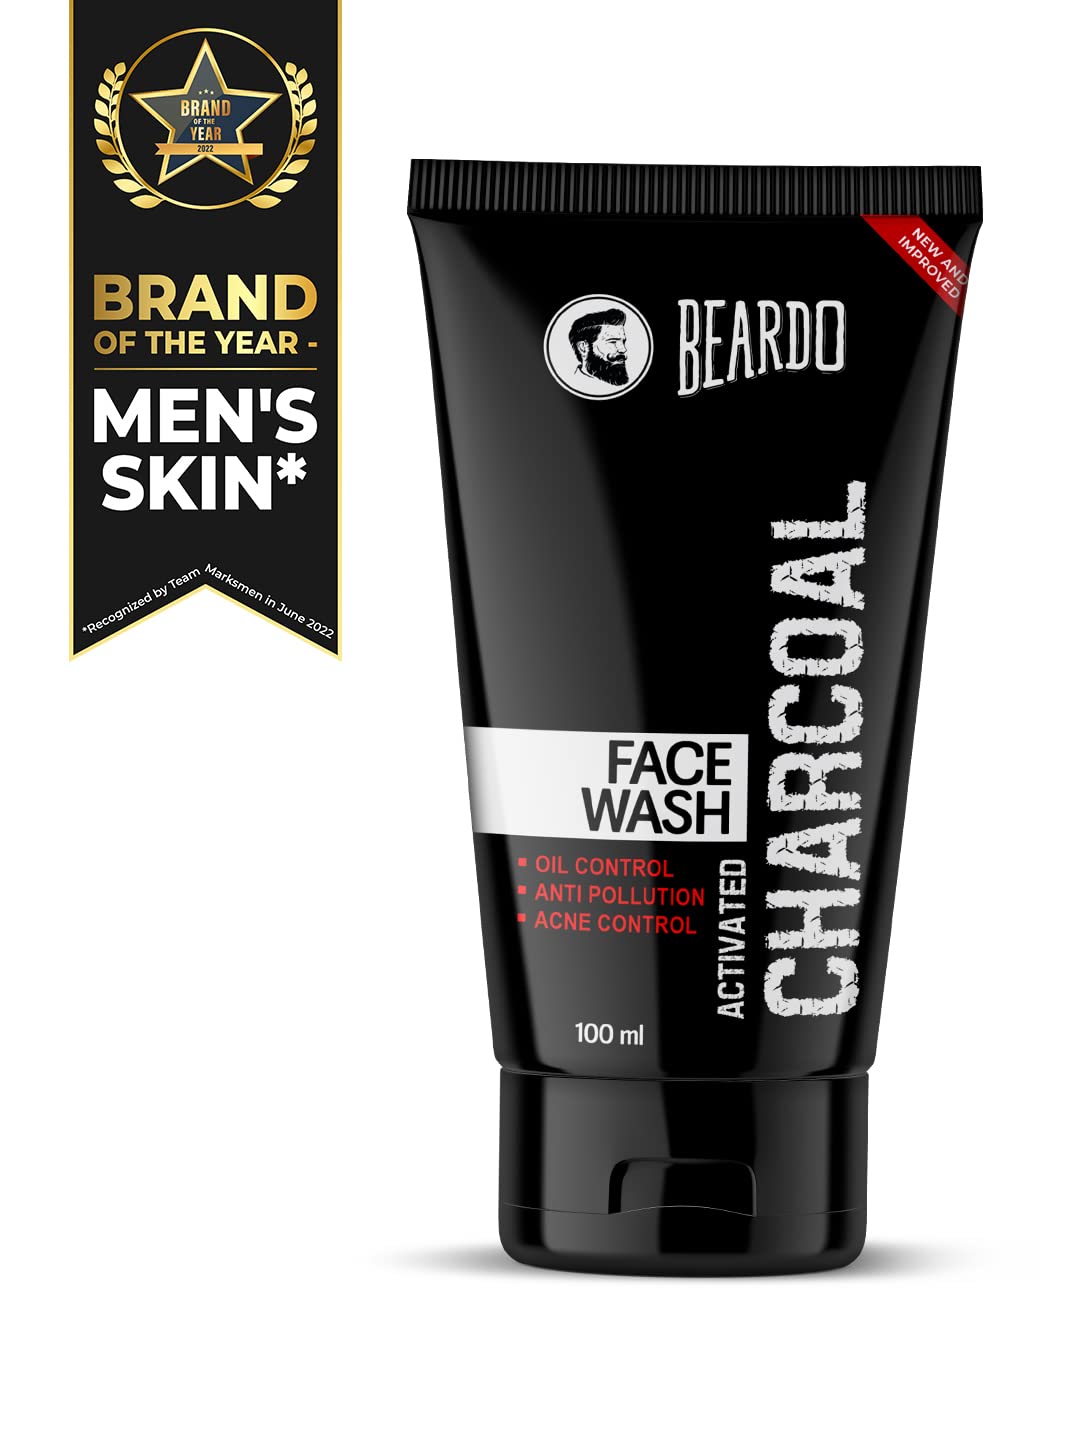 BRAND
OF THE
YEAR
2022
BRAND
OF THE YEAR -
MEN'S
SKIN*
*Recognized by Team Marksmen in June 2022
NEW AND
IMPROVED
BEARDO
ACTIVATED
CHARCOAL
FACE
WASH
▪ OIL CONTROL
▪ ANTI POLLUTION
▪ ACNE CONTROL
100 ml